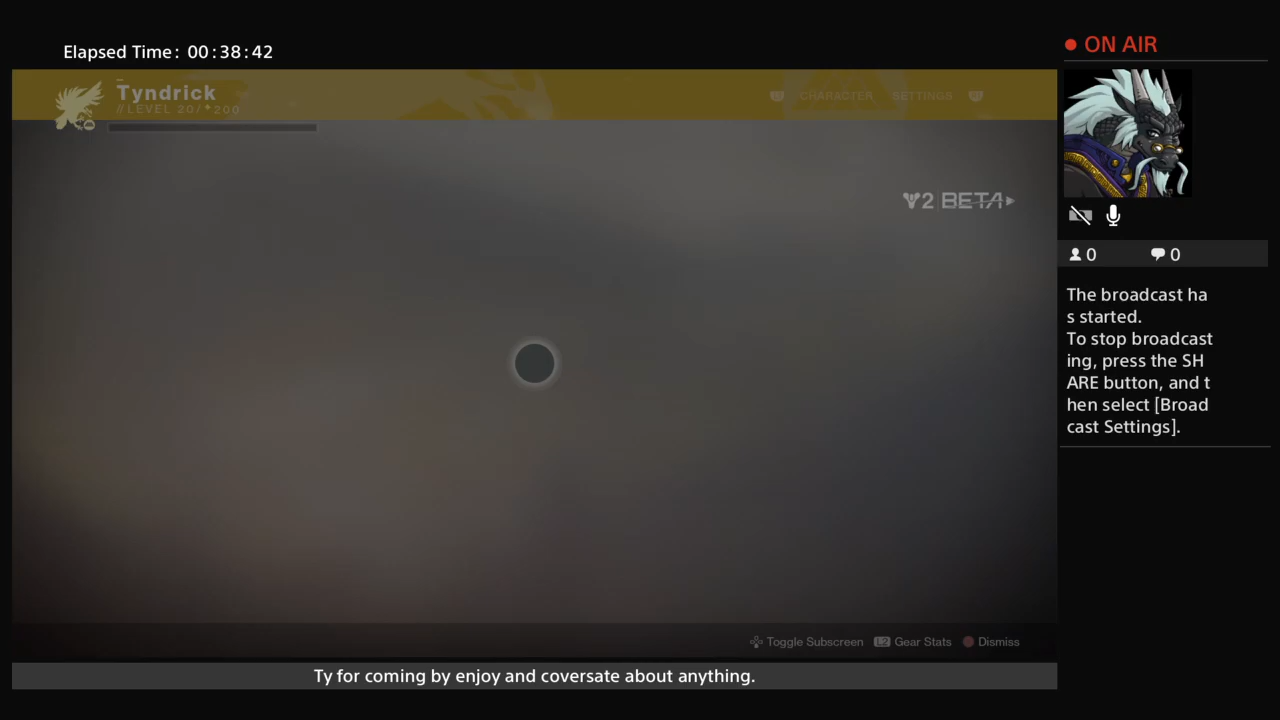 Elapsed Time: 00:38:42
ON AIR
Tyndrick
//LEVEL 20/ 200
CHARACTER SETTINGS
2 BETA
0 0
The broadcast ha
s started.
To stop broadcast
ing, press the SH
ARE button, and t
hen select [Broad
cast Settings].
Toggle Subscreen L2 Gear Stats Dismiss
Ty for coming by enjoy and coversate about anything.